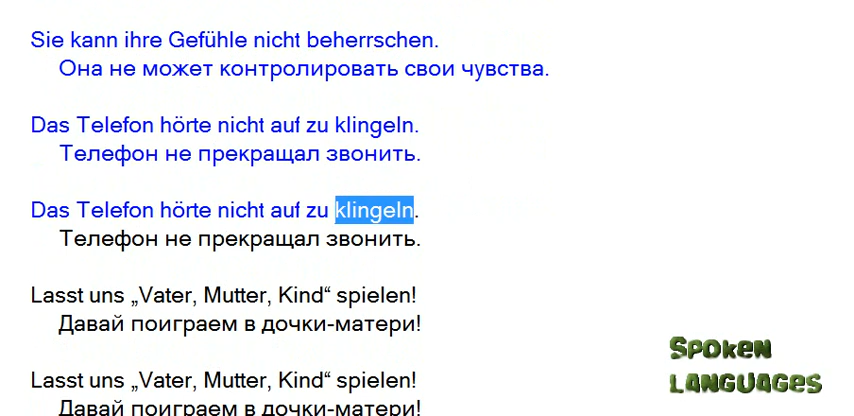 Sie kann ihre Gefühle nicht beherrschen.
Она не может контролировать свои чувства.
Das Telefon hörte nicht auf zu klingeln.
Телефон не прекращал звонить.
Das Telefon hörte nicht auf zu klingeln.
Телефон не прекращал звонить.
Lasst uns „Vater, Mutter, Kind“ spielen!
Давай поиграем в дочки-матери!
Lasst uns „Vater, Mutter, Kind“ spielen!
Давай поиграем в дочки-матери!
Spoken
Languages